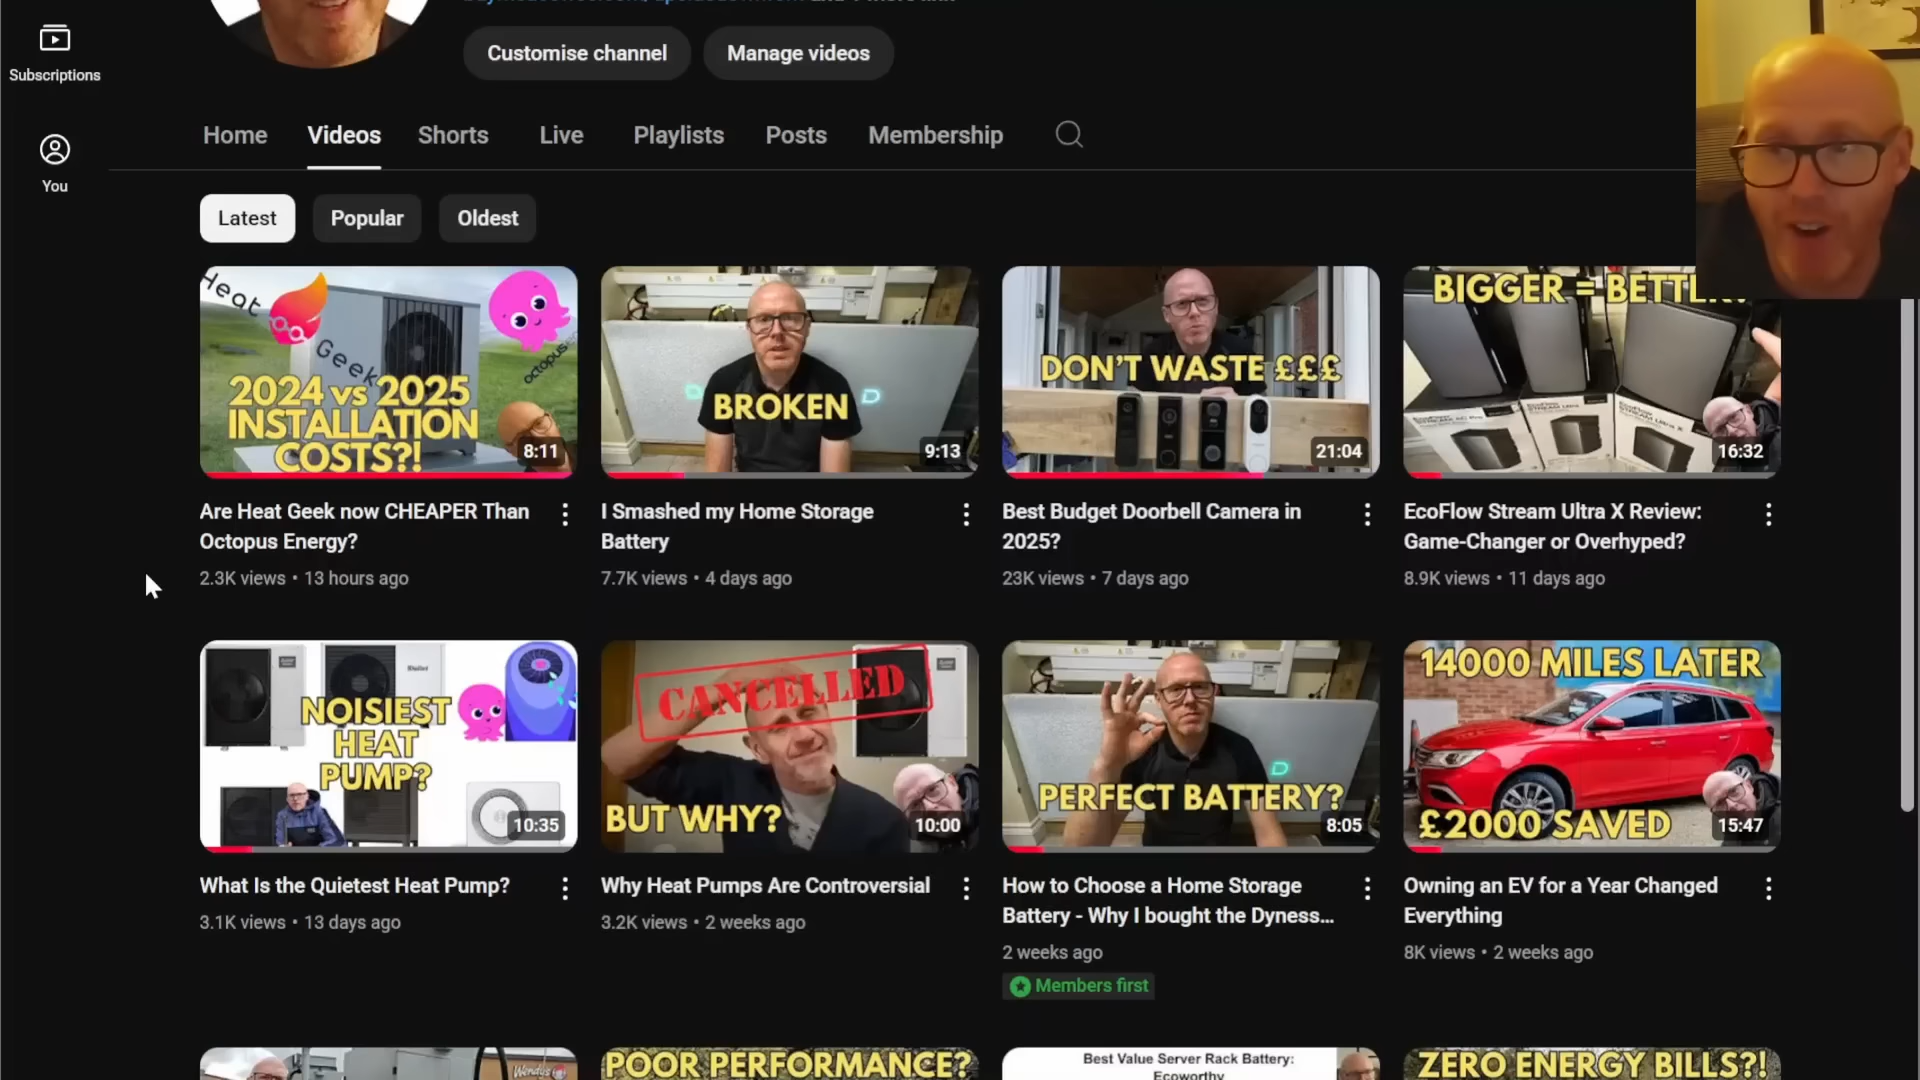 Subscriptions
You
Customise channel
Manage videos
Home
Videos
Shorts
Live
Playlists
Posts
Membership
Latest
Popular
Oldest
Heat
Geek
octopus
2024 vs 2025
INSTALLATION
COSTS?!
8:11
Are Heat Geek now CHEAPER Than
Octopus Energy?
2.3K views • 13 hours ago
BROKEN
9:13
I Smashed my Home Storage
Battery
7.7K views • 4 days ago
DON'T WASTE £££
21:04
Best Budget Doorbell Camera in
2025?
23K views • 7 days ago
BIGGER = BETTER?
16:32
EcoFlow Stream Ultra X Review:
Game-Changer or Overhyped?
8.9K views • 11 days ago
NOISIEST
HEAT
PUMP?
10:35
What Is the Quietest Heat Pump?
3.1K views • 13 days ago
CANCELLED
BUT WHY?
10:00
Why Heat Pumps Are Controversial
3.2K views • 2 weeks ago
PERFECT BATTERY?
8:05
How to Choose a Home Storage
Battery - Why I bought the Dyness...
2 weeks ago
Members first
14000 MILES LATER
£2000 SAVED
15:47
Owning an EV for a Year Changed
Everything
8K views • 2 weeks ago
Wendy's
POOR PERFORMANCE?
Best Value Server Rack Battery:
Ecoworthy
ZERO ENERGY BILLS?!